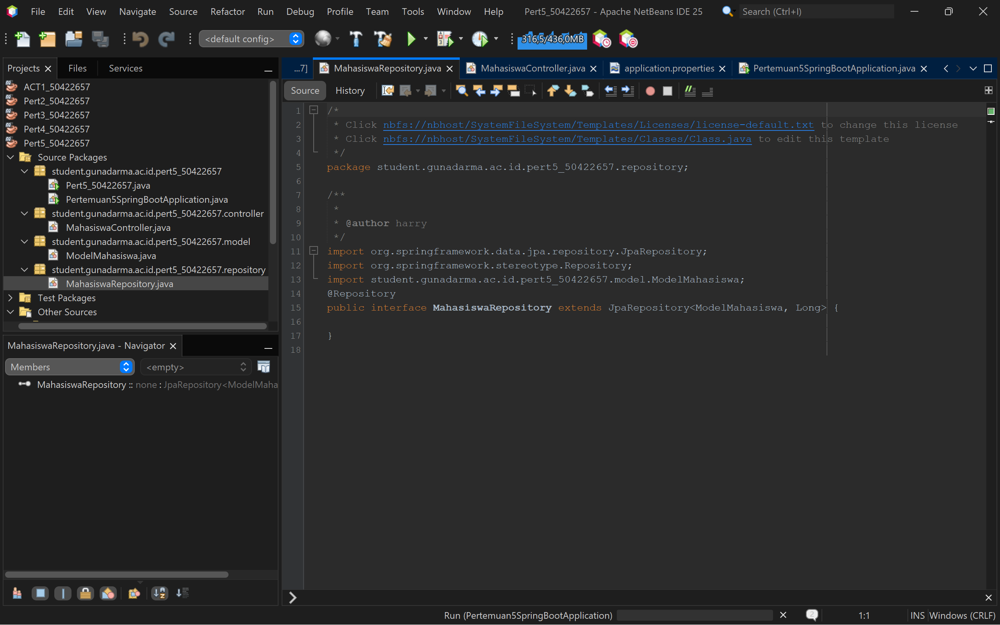 File Edit View Navigate Source Refactor Run Debug Profile Team Tools Window Help Pert5_50422657 - Apache NetBeans IDE 25 Search (Ctrl+I)
<default config> 316,5/436,0MB
Projects Files Services
...7] MahasiswaRepository.java MahasiswaController.java application.properties Pertemuan5SpringBootApplication.java
Source History
ACT1_50422657
Pert2_50422657
Pert3_50422657
Pert4_50422657
Pert5_50422657
Source Packages
student.gunadarma.ac.id.pert5_50422657
Pert5_50422657.java
Pertemuan5SpringBootApplication.java
student.gunadarma.ac.id.pert5_50422657.controller
MahasiswaController.java
student.gunadarma.ac.id.pert5_50422657.model
ModelMahasiswa.java
student.gunadarma.ac.id.pert5_50422657.repository
MahasiswaRepository.java
Test Packages
Other Sources
MahasiswaRepository.java - Navigator
Members <empty>
MahasiswaRepository :: none : JpaRepository<ModelMaha
1 /*
2 * Click nbfs://nbhost/SystemFileSystem/Templates/Licenses/license-default.txt to change this license
3 * Click nbfs://nbhost/SystemFileSystem/Templates/Classes/Class.java to edit this template
4 */
5 package student.gunadarma.ac.id.pert5_50422657.repository;
6
7 /**
8 *
9 * @author harry
10 */
11 import org.springframework.data.jpa.repository.JpaRepository;
12 import org.springframework.stereotype.Repository;
13 import student.gunadarma.ac.id.pert5_50422657.model.ModelMahasiswa;
14 @Repository
15 public interface MahasiswaRepository extends JpaRepository<ModelMahasiswa, Long> {
16
17 }
18
Run (Pertemuan5SpringBootApplication) 2 1:1 INS Windows (CRLF)